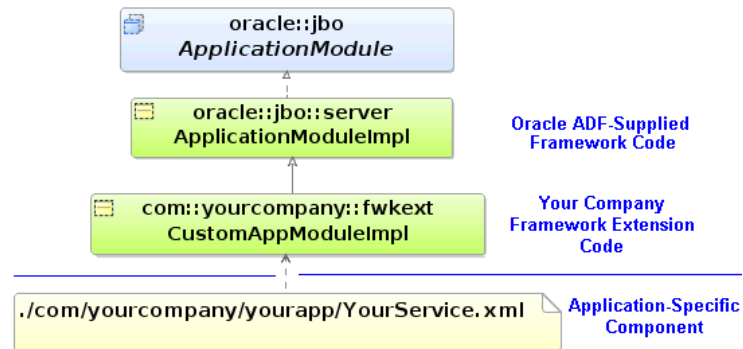 oracle::jbo
ApplicationModule
oracle::jbo::server
ApplicationModuleImpl
Oracle ADF-Supplied
Framework Code
com::yourcompany::fwkext
CustomAppModuleImpl
Your Company
Framework Extension
Code
./com/yourcompany/yourapp/YourService.xml
Application-Specific
Component